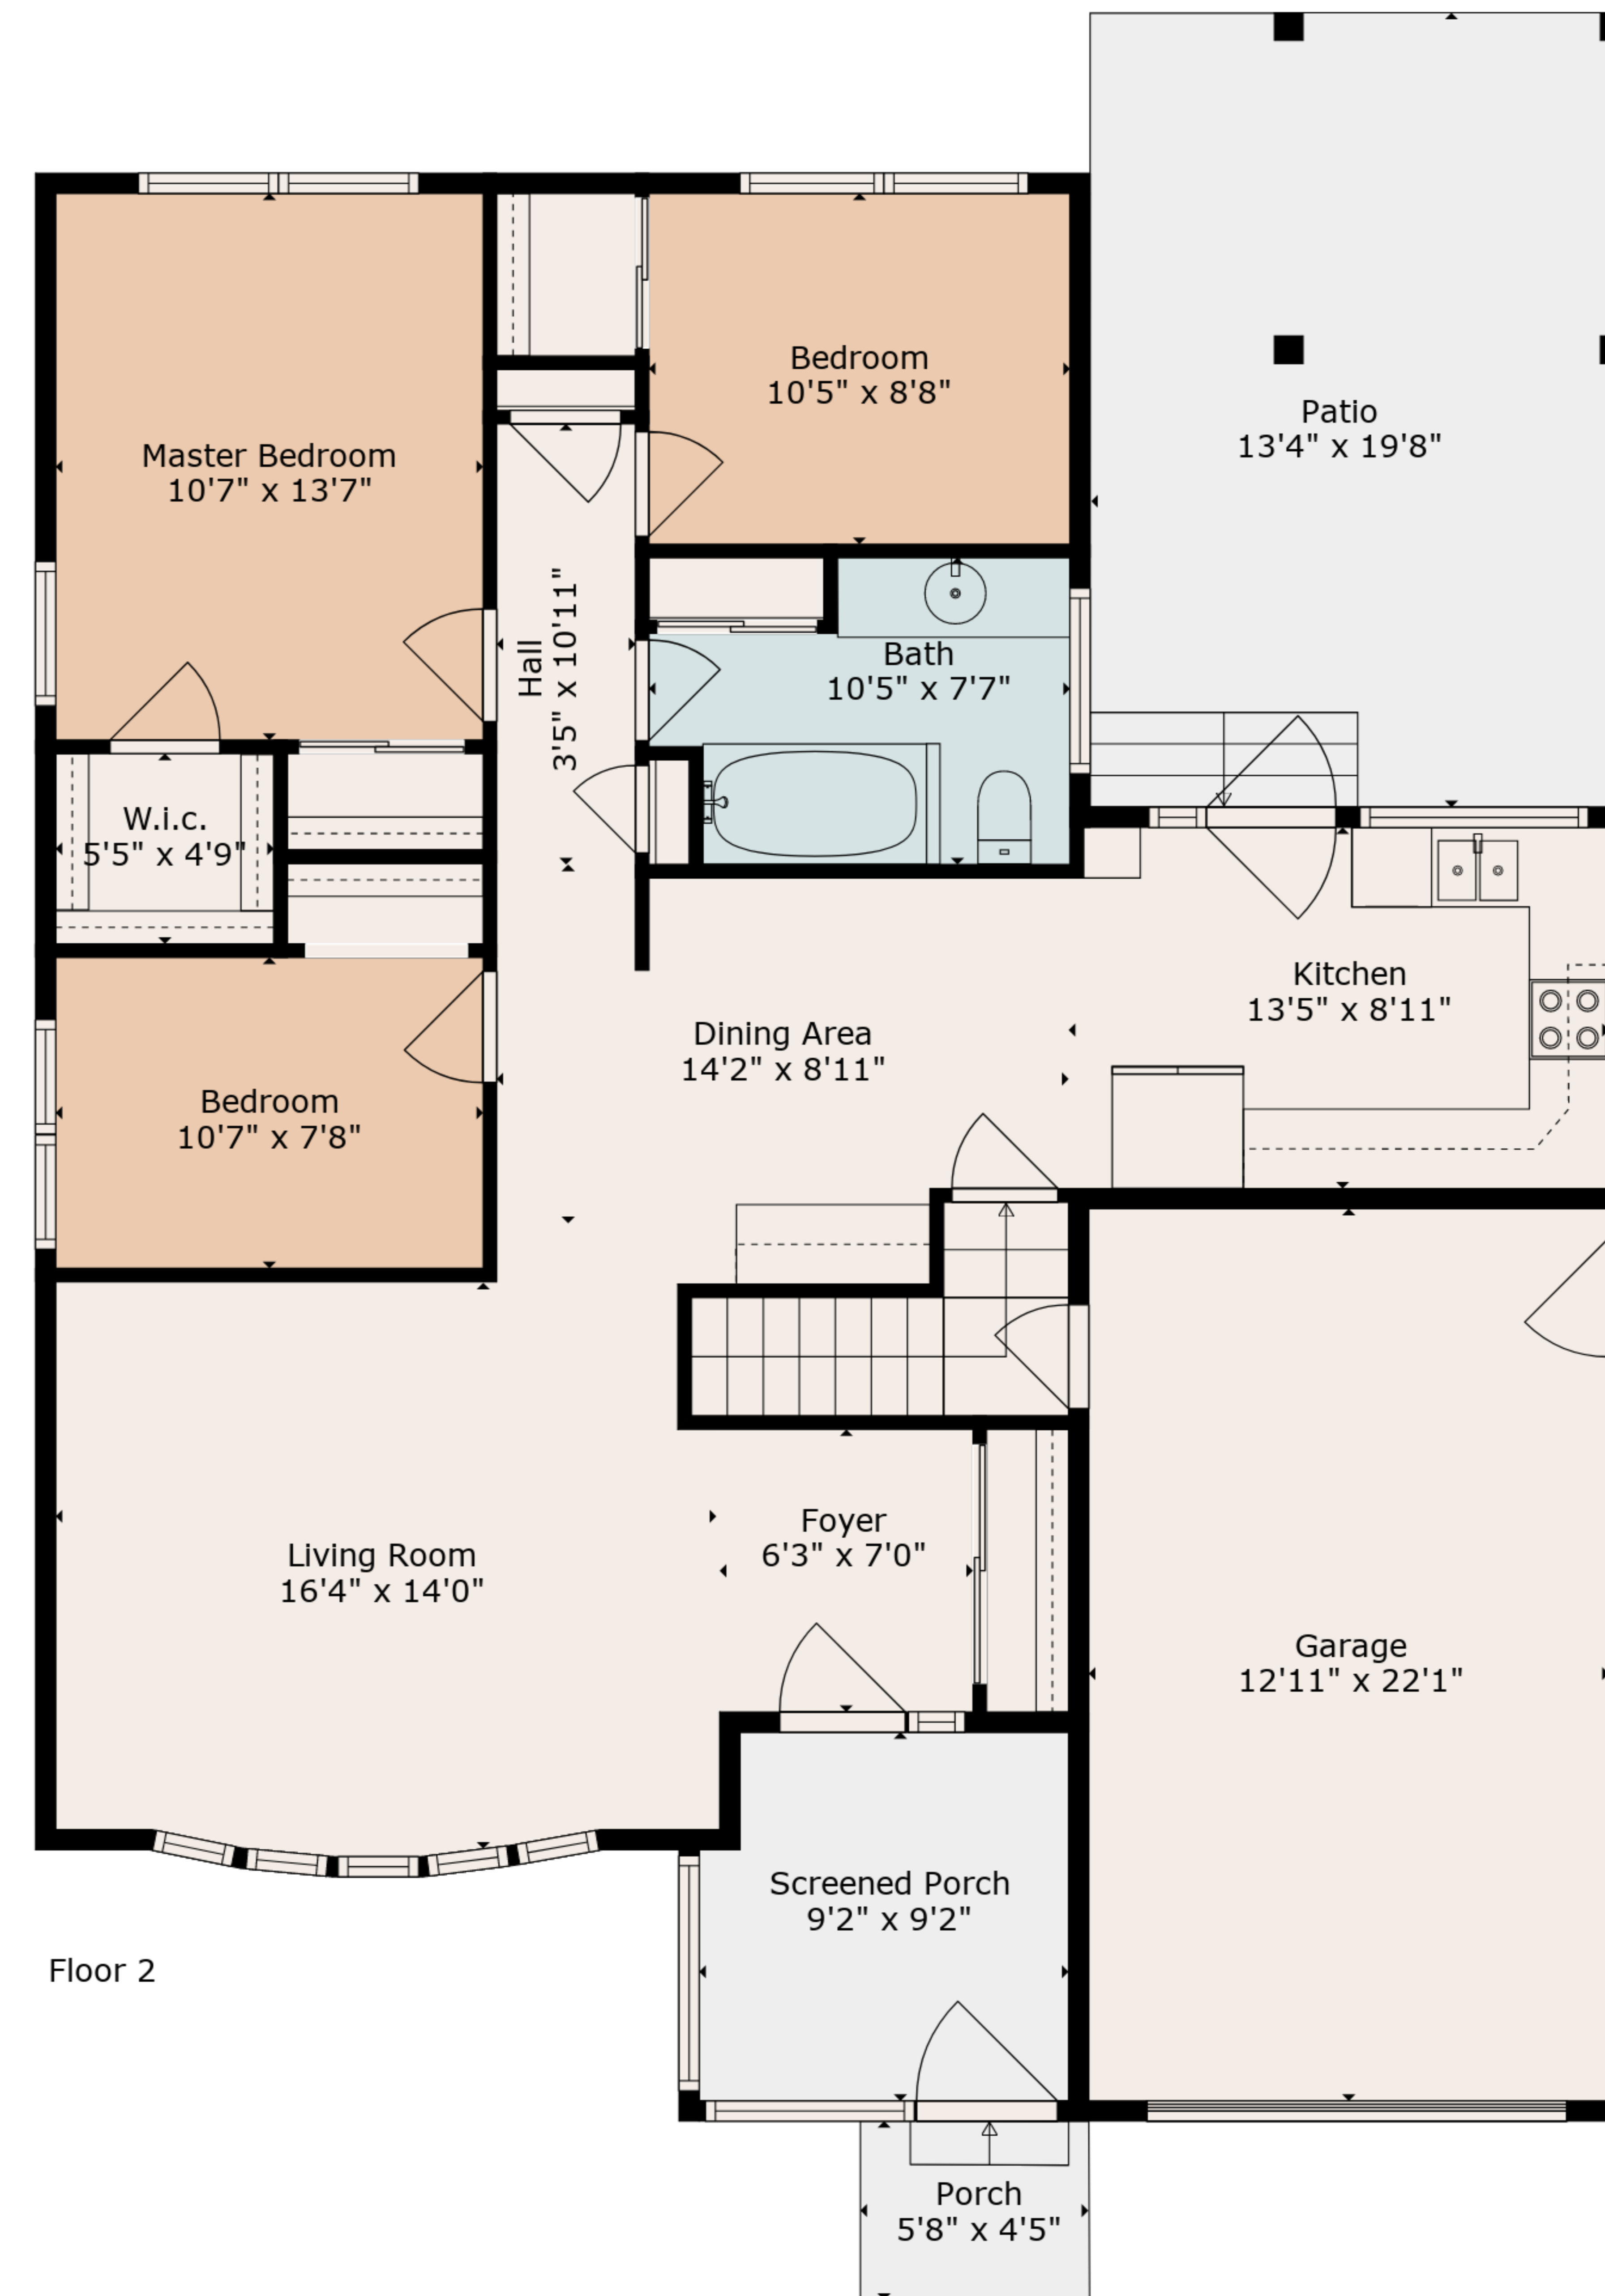 Bedroom
10'5" x 8'8"
Patio
13'4" x 19'8"
Master Bedroom
10'7" x 13'7"
Hall
3'5" x 10'11"
Bath
10'5" x 7'7"
W.i.c.
5'5" x 4'9"
Kitchen
13'5" x 8'11"
Dining Area
14'2" x 8'11"
Bedroom
10'7" x 7'8"
Foyer
6'3" x 7'0"
Living Room
16'4" x 14'0"
Garage
12'11" x 22'1"
Screened Porch
9'2" x 9'2"
Floor 2
Porch
5'8" x 4'5"